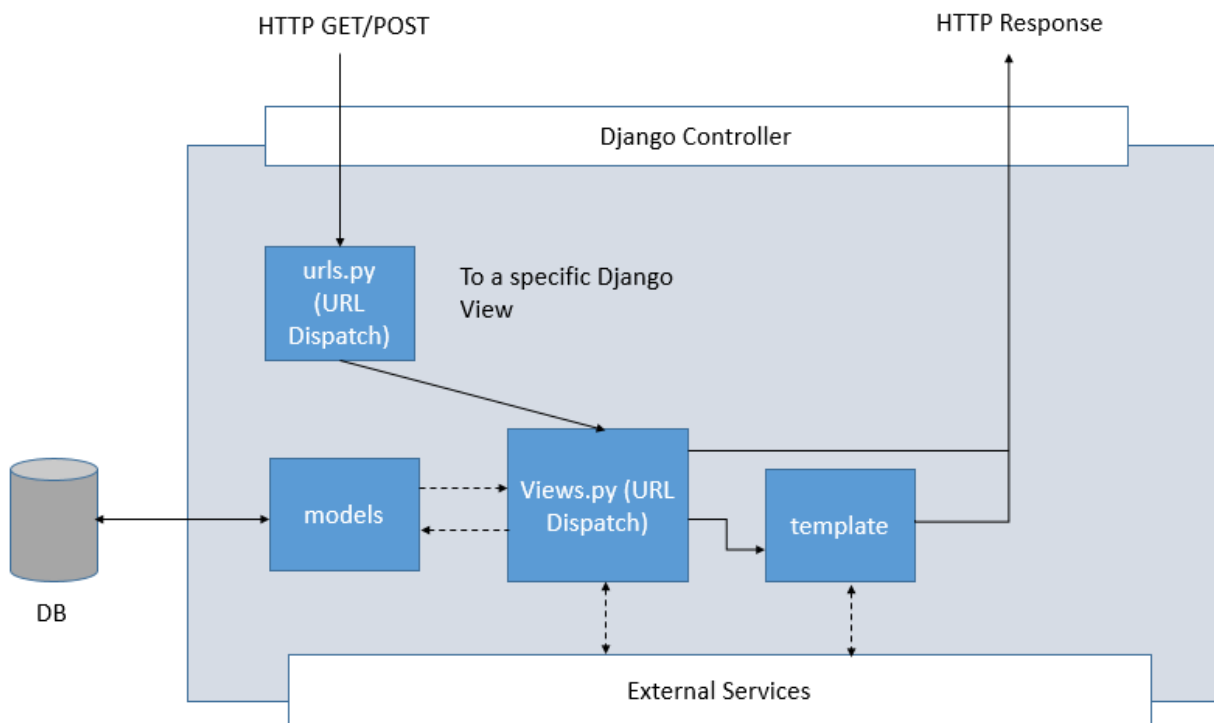 HTTP GET/POST
HTTP Response
Django Controller
urls.py
(URL
Dispatch)
To a specific Django
View
models
Views.py (URL
Dispatch)
template
DB
External Services